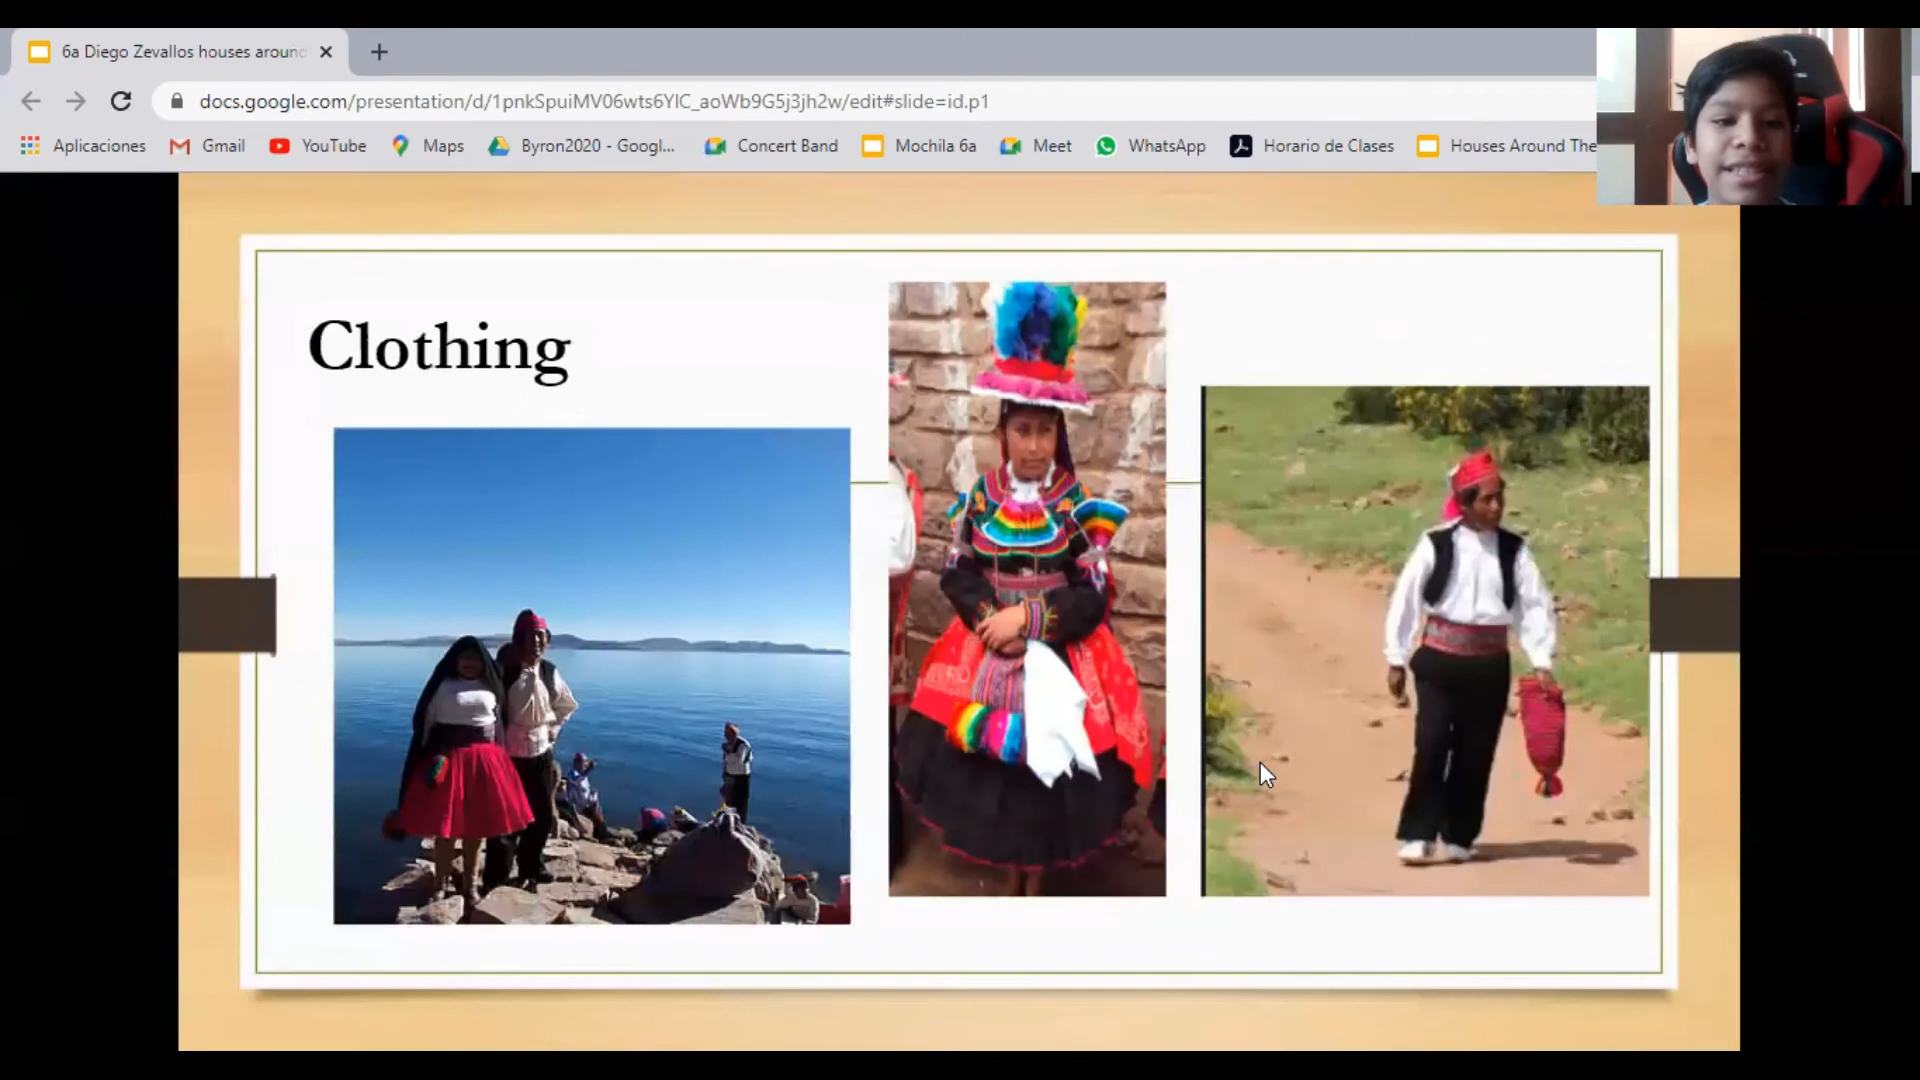 6a Diego Zevallos houses around
docs.google.com/presentation/d/1pnkSpuiMV06wts6YlC_aoWb9G5j3jh2w/edit#slide=id.p1
Aplicaciones Gmail YouTube Maps Byron2020 - Googl... Concert Band Mochila 6a Meet WhatsApp Horario de Clases Houses Around The
Clothing